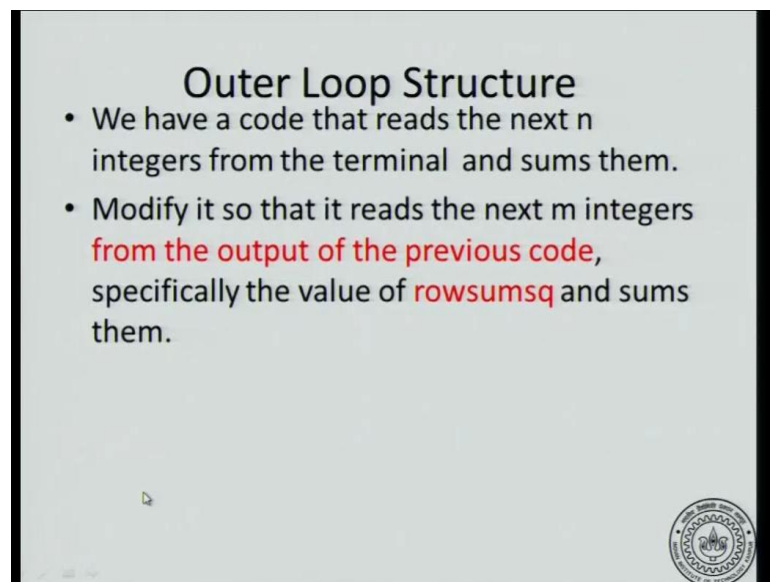 Outer Loop Structure
• We have a code that reads the next n
integers from the terminal and sums them.
• Modify it so that it reads the next m integers
from the output of the previous code,
specifically the value of rowsumsq and sums
them.